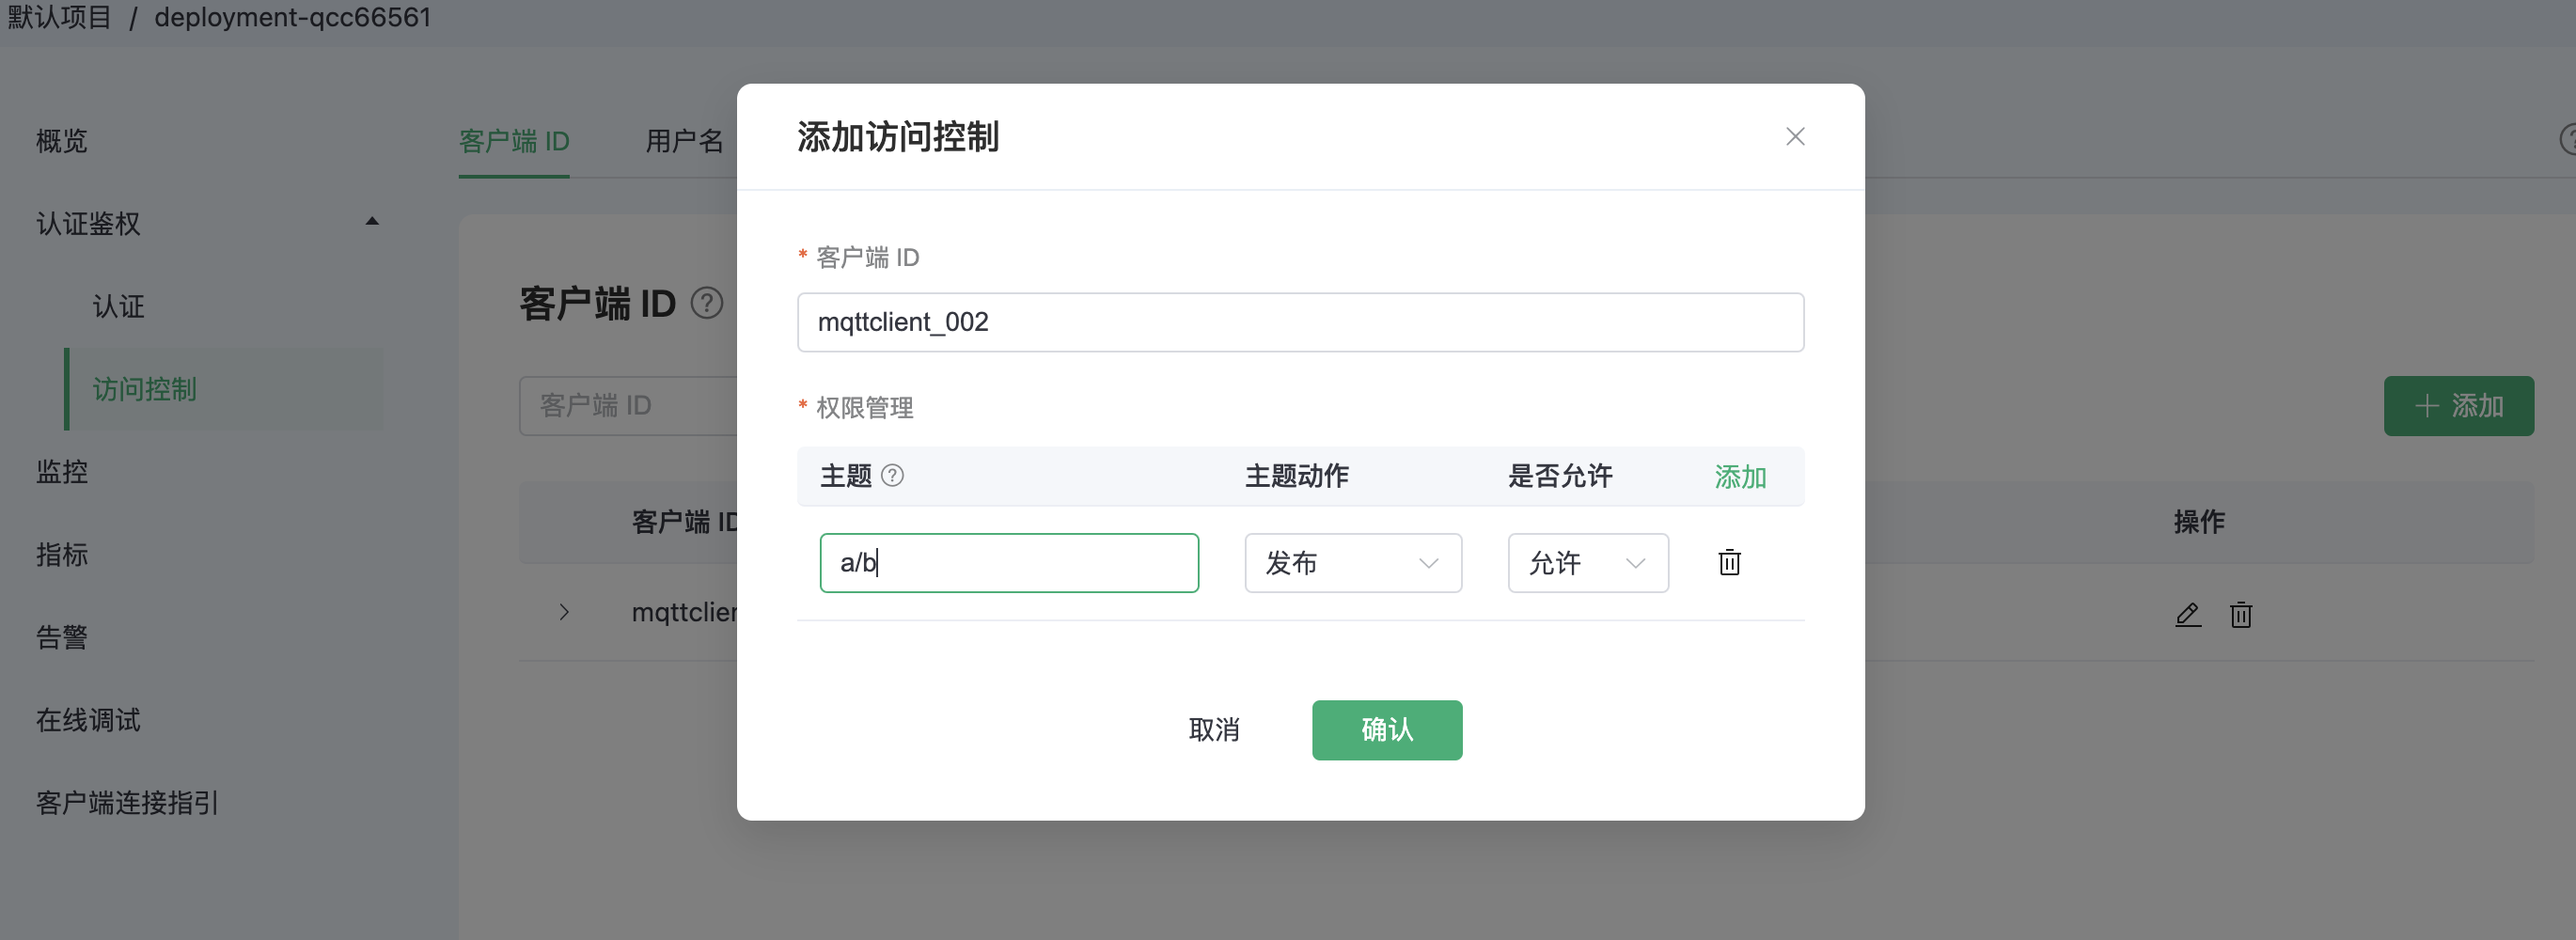 默认项目 / deployment-qcc66561
概览
认证鉴权
认证
访问控制
监控
指标
告警
在线调试
客户端连接指引
客户端 ID
用户名
客户端 ID
客户端 ID
添加
客户端 ID
操作
mqttclien
添加访问控制
* 客户端 ID
mqttclient_002
* 权限管理
主题 主题动作 是否允许 添加
a/b 发布 允许
取消 确认